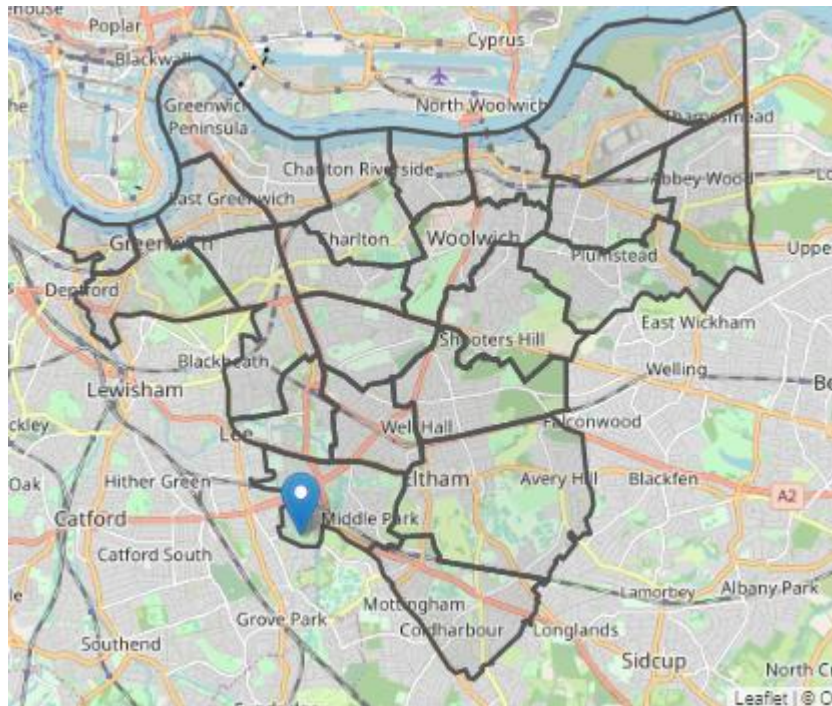 House
Poplar
Cyprus
Blackwall
Greenwich
Peninsula
North Woolwich
Thamesmead
Charlton Riverside
East Greenwich
Abbey Wood
Greenwich
Charlton
Woolwich
Plumstead
Deptford
East Wickham
Blackheath
Shooters Hill
Lewisham
Welling
Lee
Well Hall
Falconwood
Hither Green
Eltham
Avery Hill
Blackfen
A2
Oak
Catford
Middle Park
Catford South
Lamorbey
Albany Park
Grove Park
Mottingham
Coldharbour
Longlands
Southend
Sidcup
Leaflet | ©